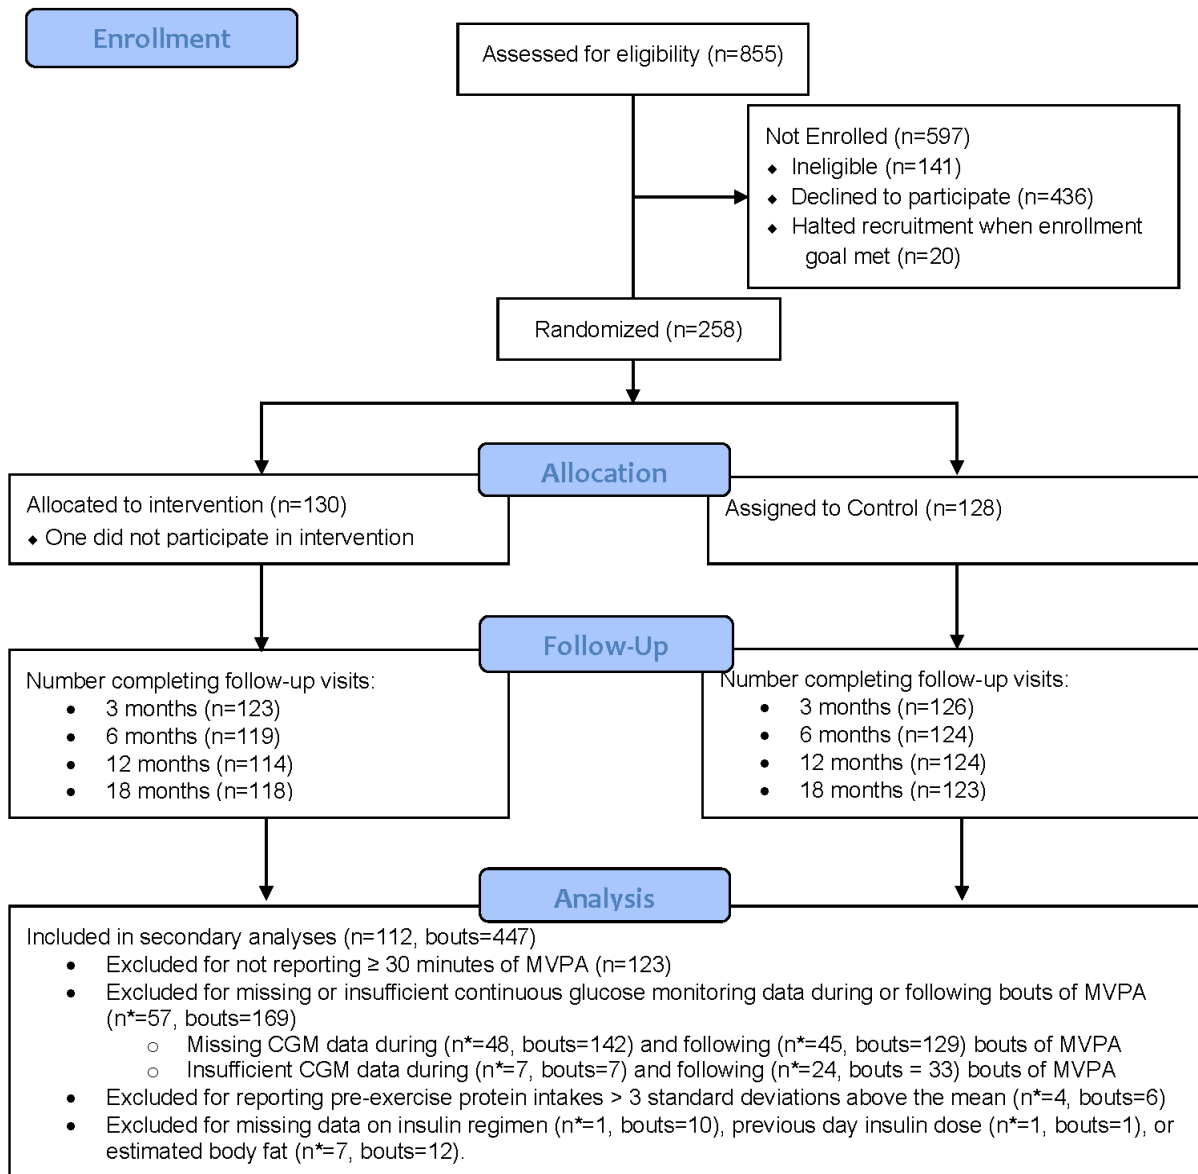 Enrollment
Assessed for eligibility (n=855)
Not Enrolled (n=597)
♦ Ineligible (n=141)
♦ Declined to participate (n=436)
♦ Halted recruitment when enrollment
goal met (n=20)
Randomized (n=258)
Allocation
Allocated to intervention (n=130)
♦ One did not participate in intervention
Assigned to Control (n=128)
Follow-Up
Number completing follow-up visits:
• 3 months (n=123)
• 6 months (n=119)
• 12 months (n=114)
• 18 months (n=118)
Number completing follow-up visits:
• 3 months (n=126)
• 6 months (n=124)
• 12 months (n=124)
• 18 months (n=123)
Analysis
Included in secondary analyses (n=112, bouts=447)
• Excluded for not reporting ≥ 30 minutes of MVPA (n=123)
• Excluded for missing or insufficient continuous glucose monitoring data during or following bouts of MVPA
(n*=57, bouts=169)
○ Missing CGM data during (n*=48, bouts=142) and following (n*=45, bouts=129) bouts of MVPA
○ Insufficient CGM data during (n*=7, bouts=7) and following (n*=24, bouts = 33) bouts of MVPA
• Excluded for reporting pre-exercise protein intakes > 3 standard deviations above the mean (n*=4, bouts=6)
• Excluded for missing data on insulin regimen (n*=1, bouts=10), previous day insulin dose (n*=1, bouts=1), or
estimated body fat (n*=7, bouts=12).